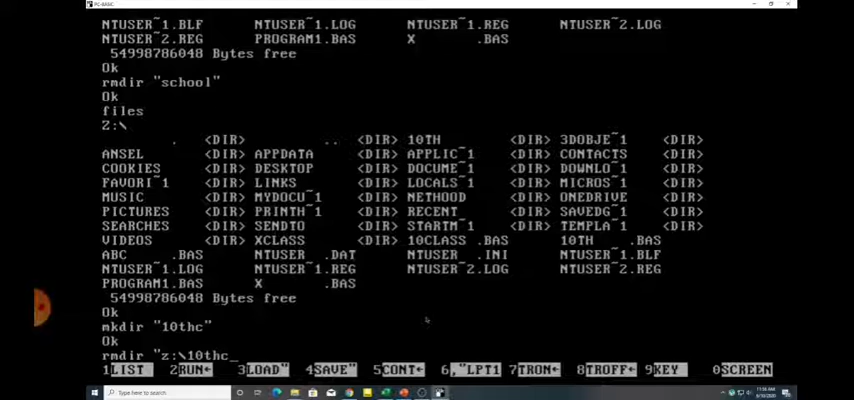 PC-BASIC
NTUSER~1.BLF NTUSER~1.LOG NTUSER~1.REG NTUSER~2.LOG
NTUSER~2.REG PROGRAM1.BAS X .BAS
54998786048 Bytes free
Ok
rmdir "school"
Ok
files
Z:\
. <DIR> .. <DIR> 10TH <DIR> 3DOBJE~1 <DIR>
ANSEL <DIR> APPDATA <DIR> APPLIC~1 <DIR> CONTACTS <DIR>
COOKIES <DIR> DESKTOP <DIR> DOCUME~1 <DIR> DOWNLO~1 <DIR>
FAVORI~1 <DIR> LINKS <DIR> LOCALS~1 <DIR> MICROS~1 <DIR>
MUSIC <DIR> MYDOCU~1 <DIR> NETHOOD <DIR> ONEDRIVE <DIR>
PICTURES <DIR> PRINTH~1 <DIR> RECENT <DIR> SAVEDG~1 <DIR>
SEARCHES <DIR> SENDTO <DIR> STARTM~1 <DIR> TEMPLA~1 <DIR>
VIDEOS <DIR> XCLASS <DIR> 10CLASS .BAS 10TH .BAS
ABC .BAS NTUSER .DAT NTUSER .INI NTUSER~1.BLF
NTUSER~1.LOG NTUSER~1.REG NTUSER~2.LOG NTUSER~2.REG
PROGRAM1.BAS X .BAS
54998786048 Bytes free
Ok
mkdir "10thc"
Ok
rmdir "z:\10thc_
1LIST 2RUN← 3LOAD" 4SAVE" 5CONT← 6,"LPT1 7TRON← 8TROFF← 9KEY 0SCREEN
Type here to search